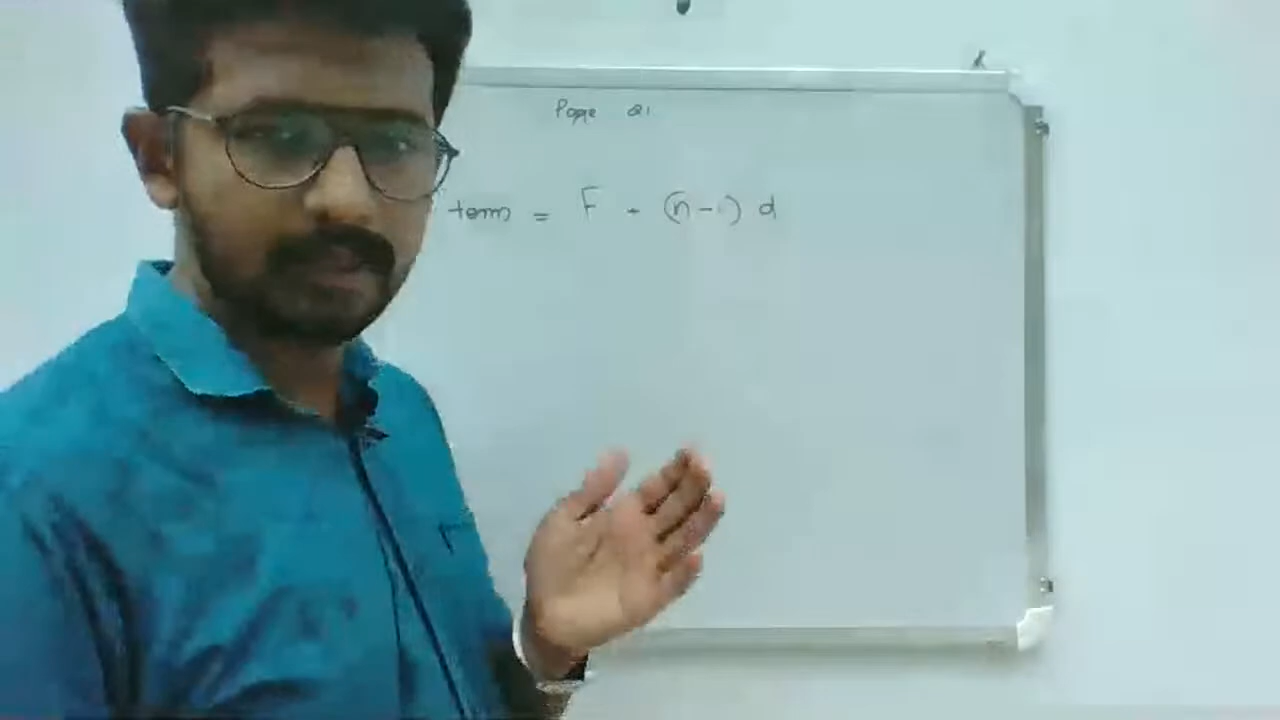 Page 21
term = F + (n-1) d